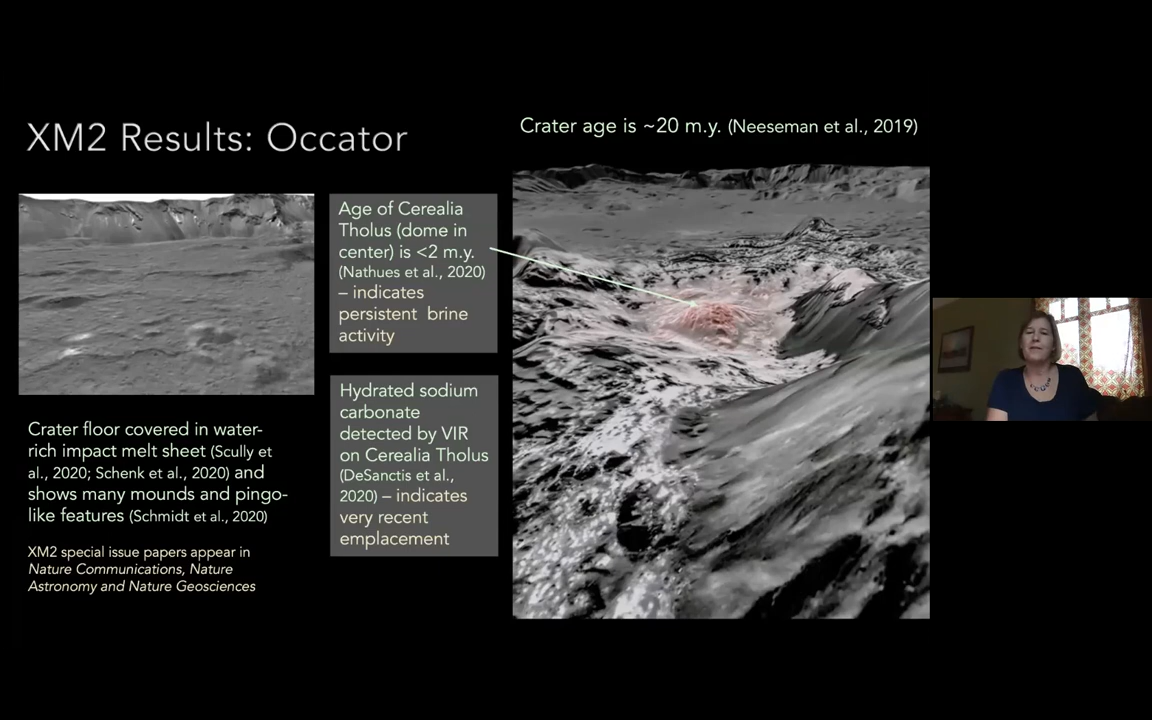 XM2 Results: Occator
Crater age is ~20 m.y. (Neeseman et al., 2019)
Age of Cerealia
Tholus (dome in
center) is <2 m.y.
(Nathues et al., 2020)
– indicates
persistent brine
activity
Hydrated sodium
carbonate
detected by VIR
on Cerealia Tholus
(DeSanctis et al.,
2020) – indicates
very recent
emplacement
Crater floor covered in water-
rich impact melt sheet (Scully et
al., 2020; Schenk et al., 2020) and
shows many mounds and pingo-
like features (Schmidt et al., 2020)
XM2 special issue papers appear in
Nature Communications, Nature
Astronomy and Nature Geosciences